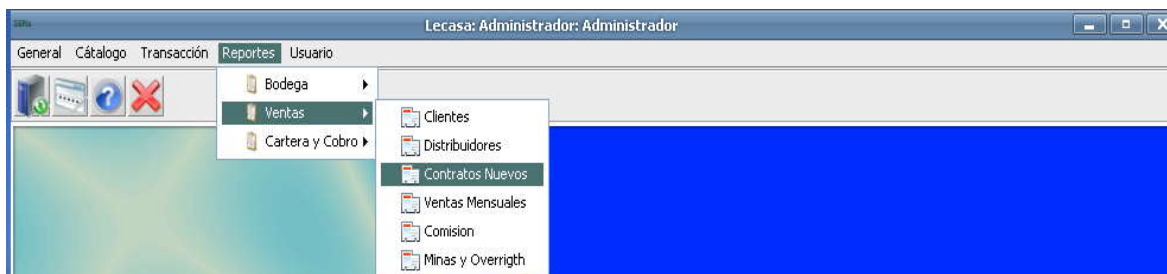 Lecasa: Administrador: Administrador
General Cátalogo Transacción Reportes Usuario
Bodega
Ventas
Cartera y Cobro
Clientes
Distribuidores
Contratos Nuevos
Ventas Mensuales
Comision
Minas y Overrigth